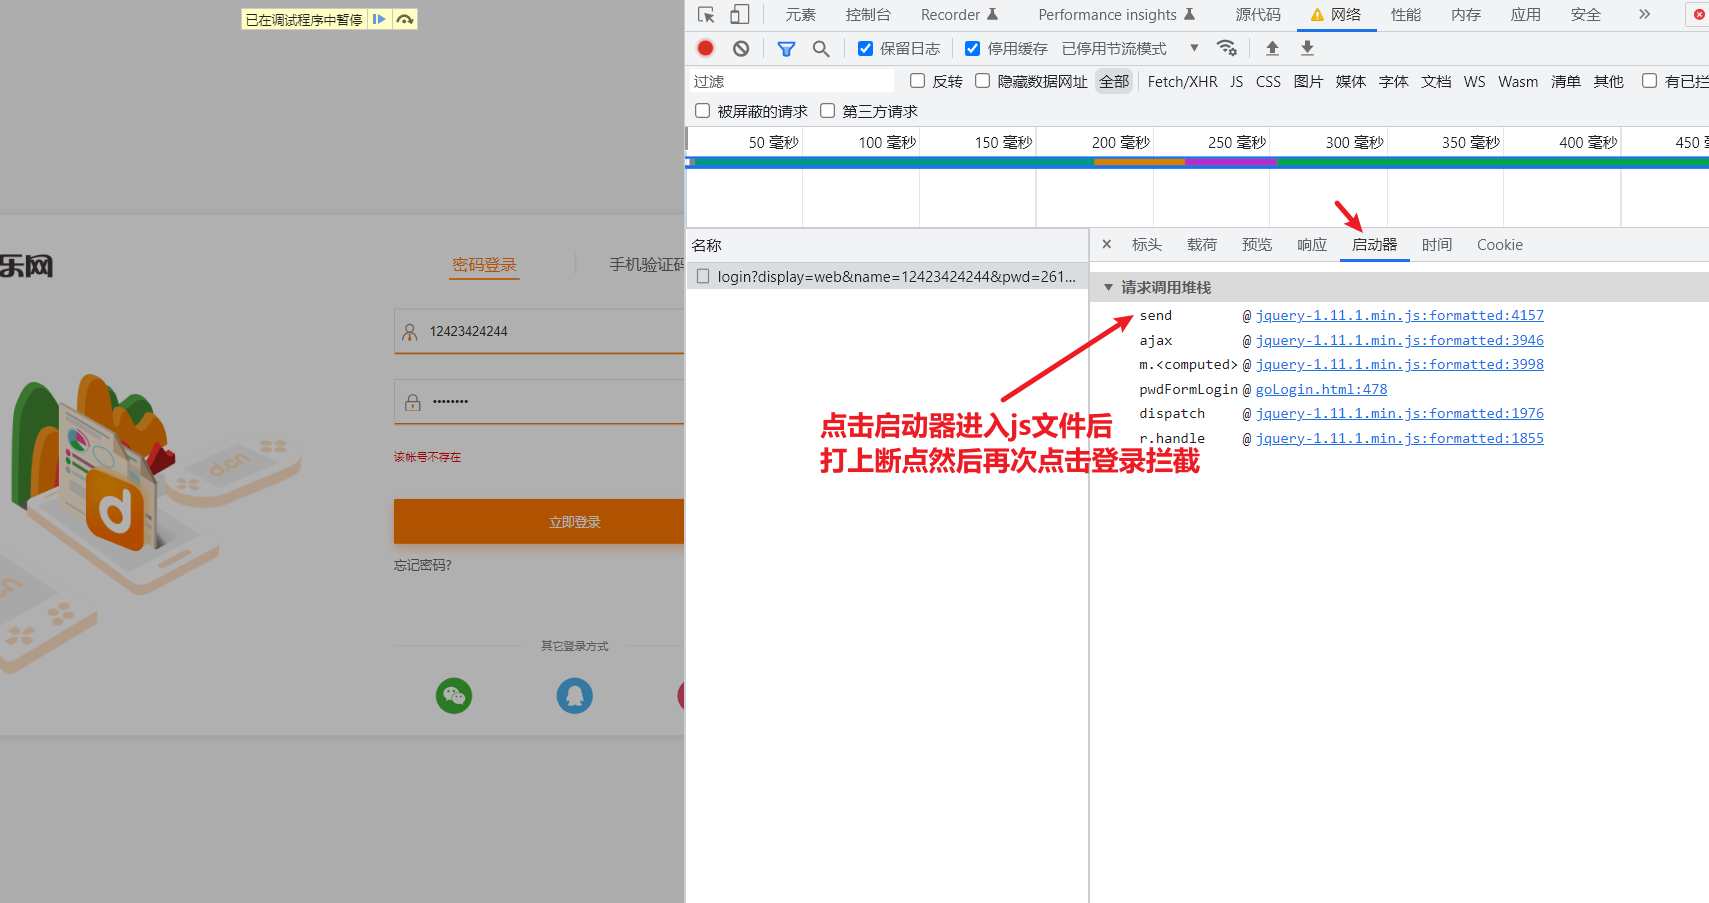 已在调试程序中暂停
元素 控制台 Recorder Performance insights 源代码 网络 性能 内存 应用 安全
保留日志 停用缓存 已停用节流模式
过滤 反转 隐藏数据网址 全部 Fetch/XHR JS CSS 图片 媒体 字体 文档 WS Wasm 清单 其他 有已拦
被屏蔽的请求 第三方请求
50 毫秒 100 毫秒 150 毫秒 200 毫秒 250 毫秒 300 毫秒 350 毫秒 400 毫秒 450
名称
login?display=web&name=12423424244&pwd=261...
× 标头 载荷 预览 响应 启动器 时间 Cookie
请求调用堆栈
send @ jquery-1.11.1.min.js:formatted:4157
ajax @ jquery-1.11.1.min.js:formatted:3946
m.<computed> @ jquery-1.11.1.min.js:formatted:3998
pwdFormLogin @ goLogin.html:478
dispatch @ jquery-1.11.1.min.js:formatted:1976
r.handle @ jquery-1.11.1.min.js:formatted:1855
点击启动器进入js文件后
打上断点然后再次点击登录拦截
乐网
密码登录 手机验证码
12423424244
••••••••
该帐号不存在
立即登录
忘记密码?
其它登录方式
d.cn
d